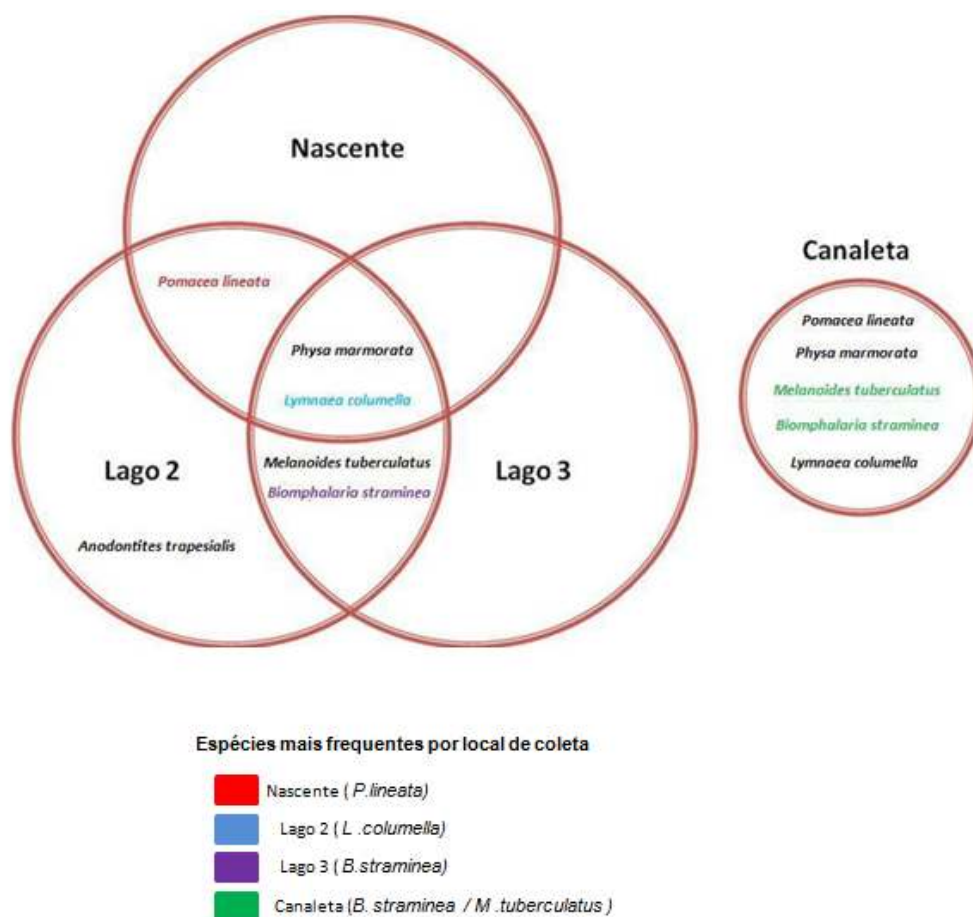 Nascente
Pomacea lineata
Physa marmorata
Lymnaea columella
Lago 2
Melanoides tuberculatus
Biomphalaria straminea
Lago 3
Anodontites trapesialis
Canaleta
Pomacea lineata
Physa marmorata
Melanoides tuberculatus
Biomphalaria straminea
Lymnaea columella
Espécies mais frequentes por local de coleta
Nascente ( P.lineata)
Lago 2 ( L .columella)
Lago 3 ( B.straminea)
Canaleta (B. straminea / M .tuberculatus )